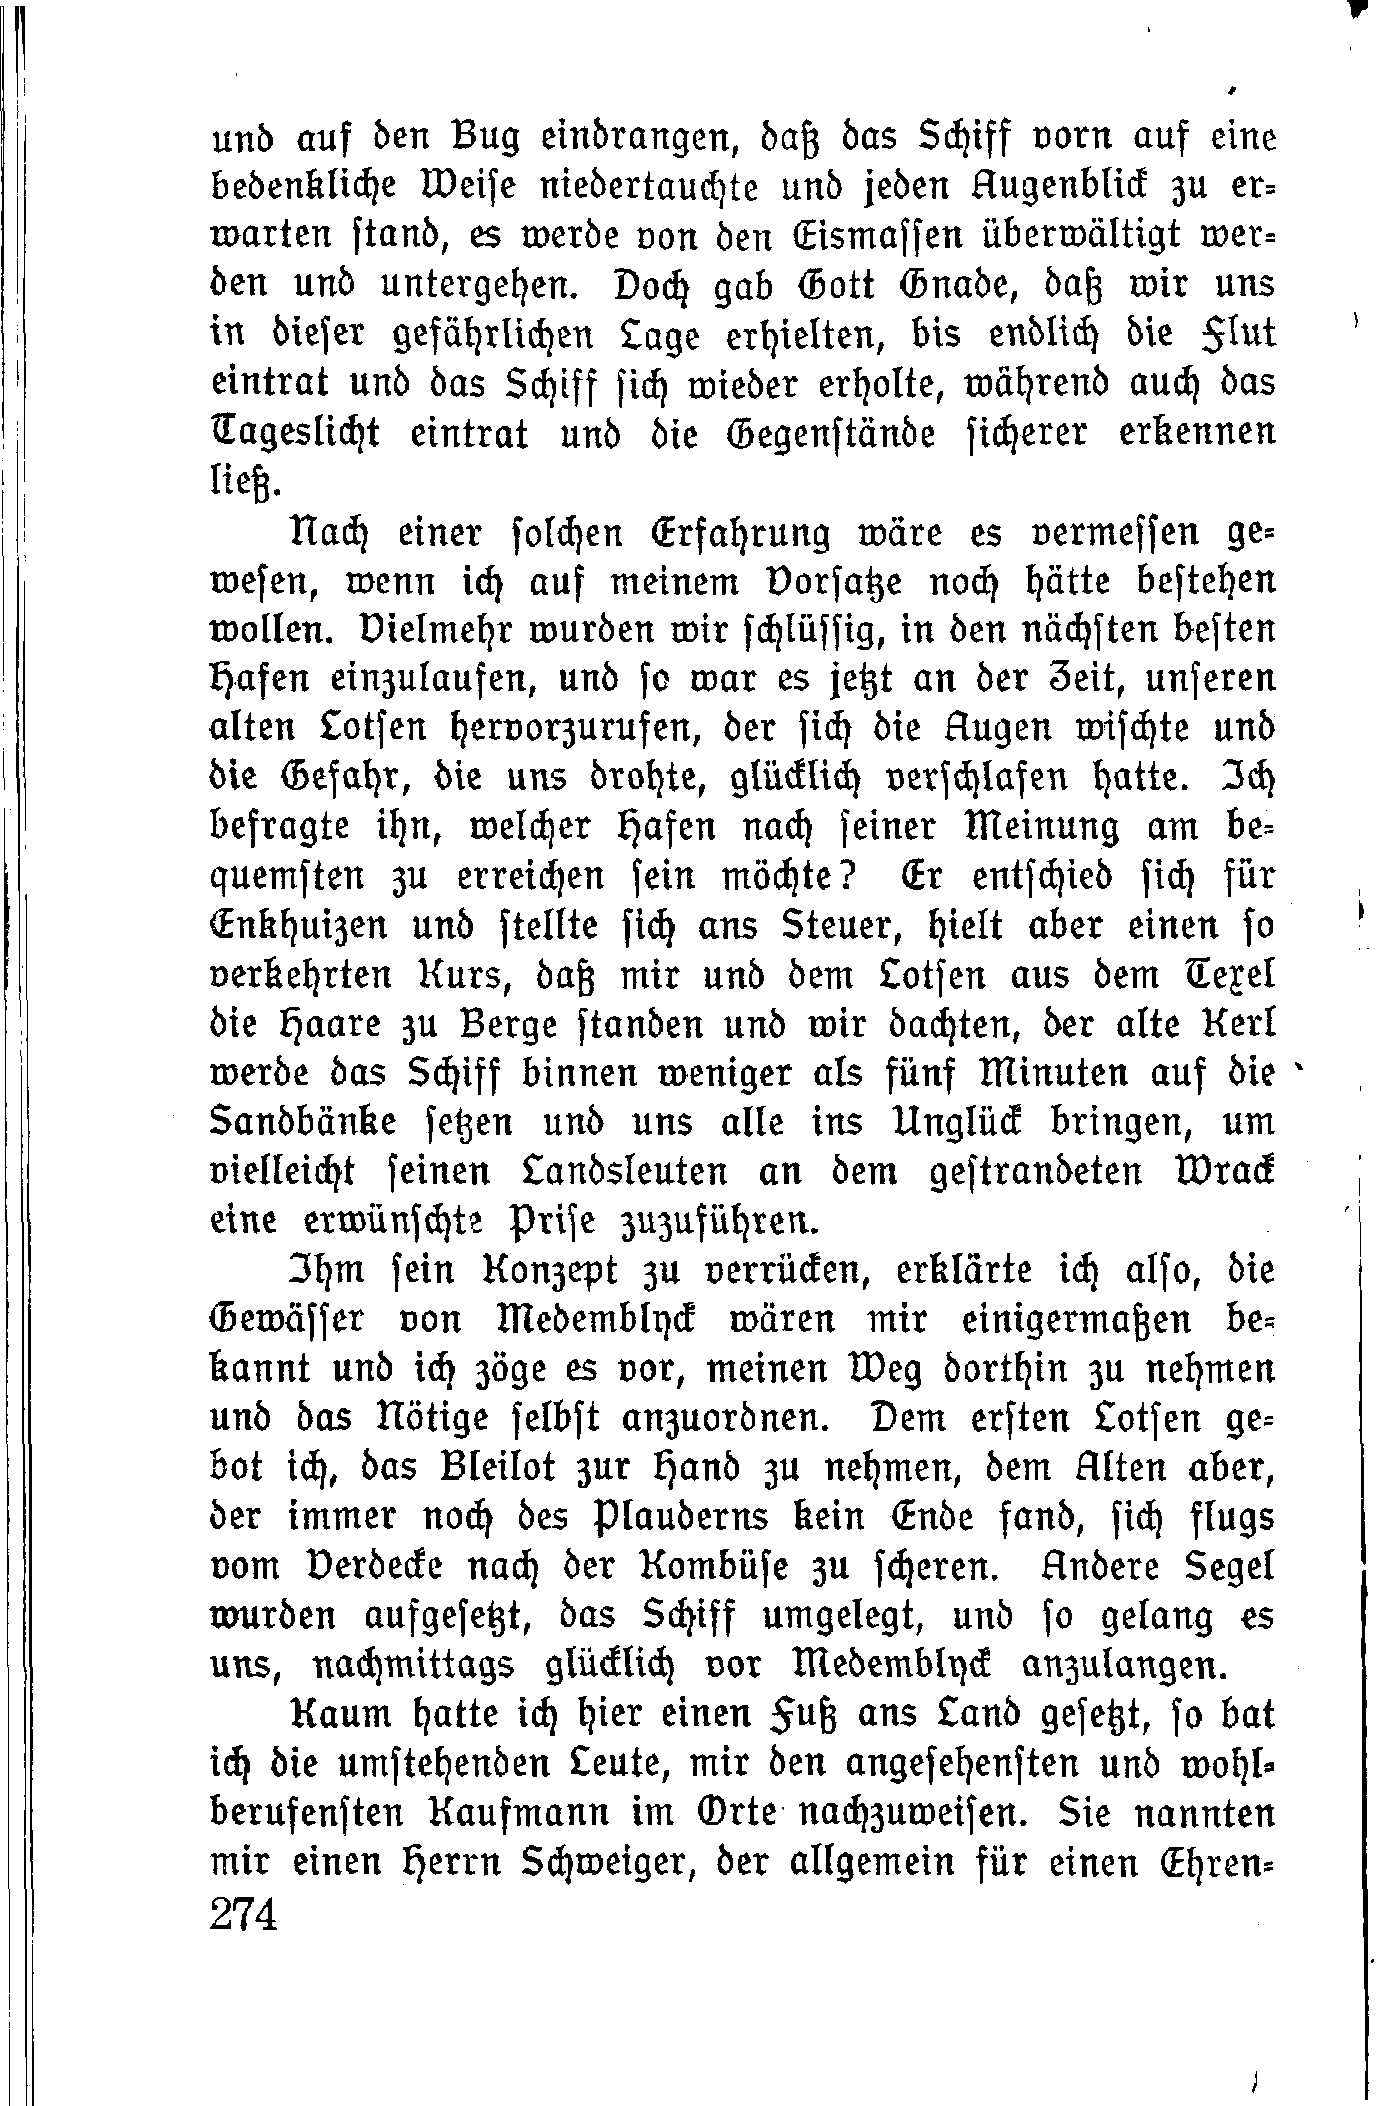 und auf den Bug eindrangen, daß das Schiff vorn auf eine
bedenkliche Weise niedertauchte und jeden Augenblick zu er-
warten stand, es werde von den Eismassen überwältigt wer-
den und untergehen. Doch gab Gott Gnade, daß wir uns
in dieser gefährlichen Lage erhielten, bis endlich die Flut
eintrat und das Schiff sich wieder erholte, während auch das
Tageslicht eintrat und die Gegenstände sicherer erkennen
ließ.
Nach einer solchen Erfahrung wäre es vermessen ge-
wesen, wenn ich auf meinem Vorsatze noch hätte bestehen
wollen. Vielmehr wurden wir schlüssig, in den nächsten besten
Hafen einzulaufen, und so war es jetzt an der Zeit, unseren
alten Lotsen hervorzurufen, der sich die Augen wischte und
die Gefahr, die uns drohte, glücklich verschlafen hatte. Ich
befragte ihn, welcher Hafen nach seiner Meinung am be-
quemsten zu erreichen sein möchte? Er entschied sich für
Enkhuizen und stellte sich ans Steuer, hielt aber einen so
verkehrten Kurs, daß mir und dem Lotsen aus dem Texel
die Haare zu Berge standen und wir dachten, der alte Kerl
werde das Schiff binnen weniger als fünf Minuten auf die
Sandbänke setzen und uns alle ins Unglück bringen, um
vielleicht seinen Landsleuten an dem gestrandeten Wrack
eine erwünschte Prise zuzuführen.
Ihm sein Konzept zu verrücken, erklärte ich also, die
Gewässer von Medemblyck wären mir einigermaßen be-
kannt und ich zöge es vor, meinen Weg dorthin zu nehmen
und das Nötige selbst anzuordnen. Dem ersten Lotsen ge-
bot ich, das Bleilot zur Hand zu nehmen, dem Alten aber,
der immer noch des Plauderns kein Ende fand, sich flugs
vom Verdecke nach der Kombüse zu scheren. Andere Segel
wurden aufgesetzt, das Schiff umgelegt, und so gelang es
uns, nachmittags glücklich vor Medemblyck anzulangen.
Kaum hatte ich hier einen Fuß ans Land gesetzt, so bat
ich die umstehenden Leute, mir den angesehensten und wohl-
berufensten Kaufmann im Orte nachzuweisen. Sie nannten
mir einen Herrn Schweiger, der allgemein für einen Ehren-
274